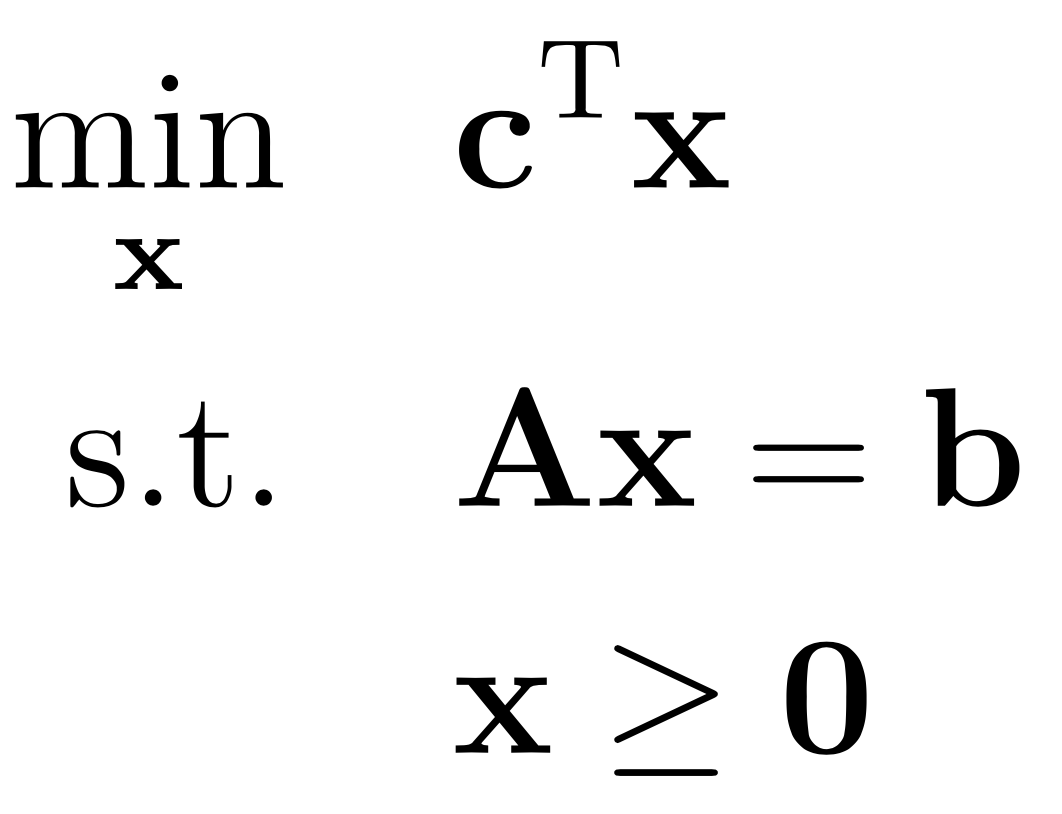 min cᵀx
x
s.t. Ax = b
x ≥ 0